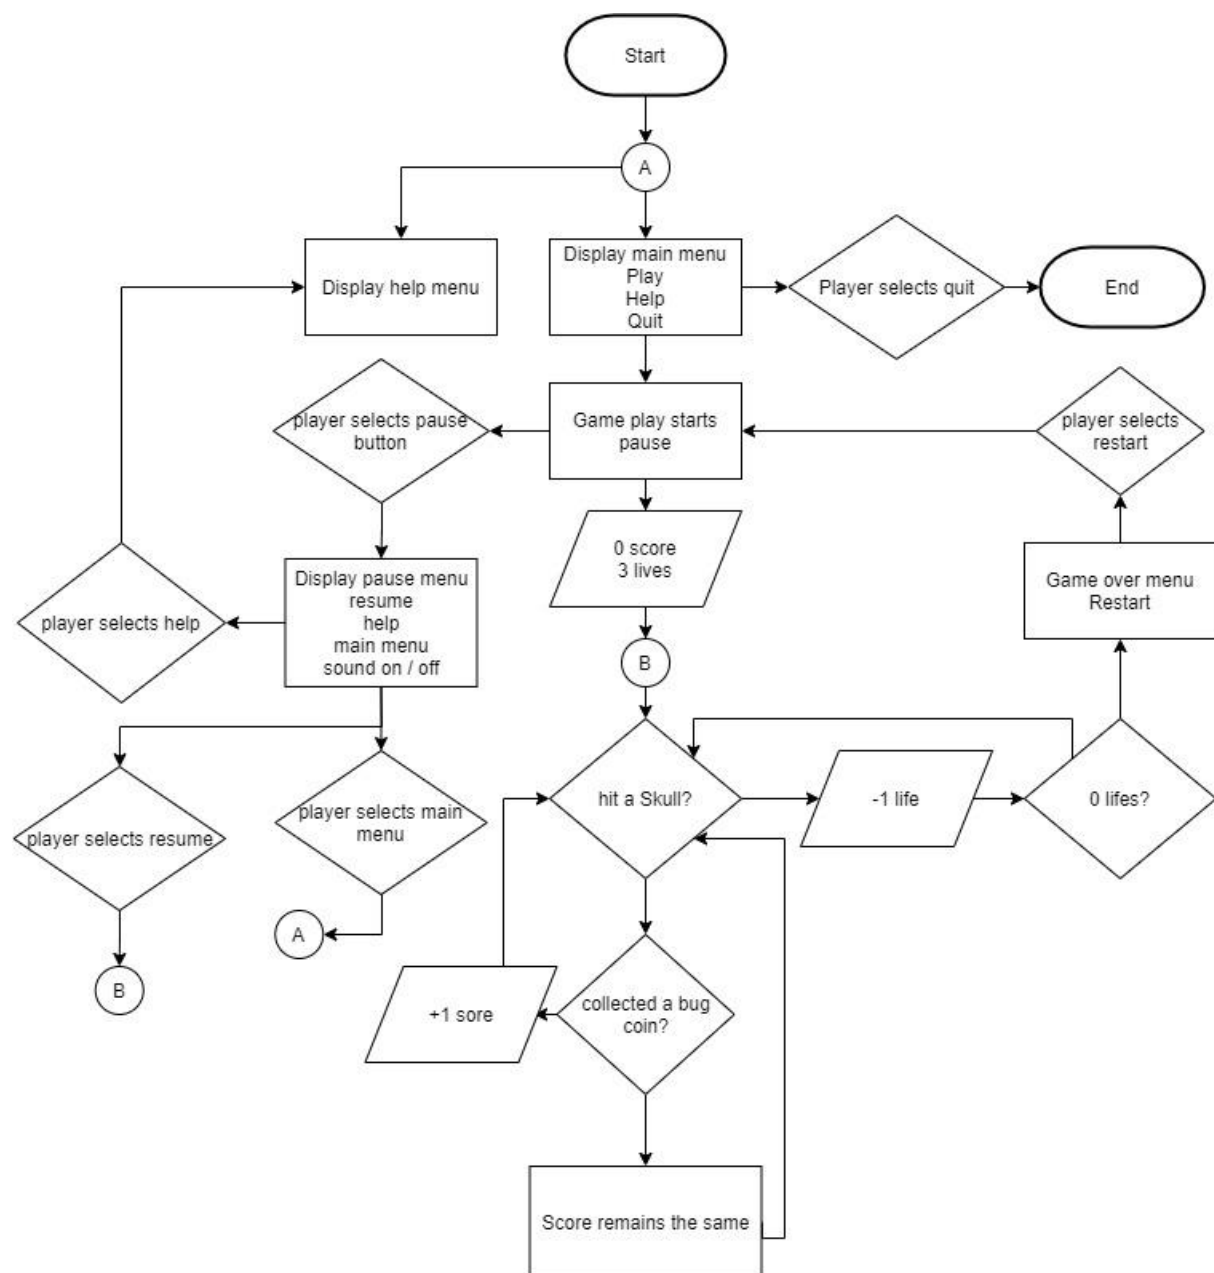 Start
A
Display help menu
Display main menu
Play
Help
Quit
Player selects quit
End
player selects pause
button
Game play starts
pause
player selects
restart
0 score
3 lives
Display pause menu
resume
help
main menu
sound on / off
player selects help
Game over menu
Restart
B
player selects resume
player selects main
menu
hit a Skull?
-1 life
0 lifes?
A
B
+1 sore
collected a bug
coin?
Score remains the same